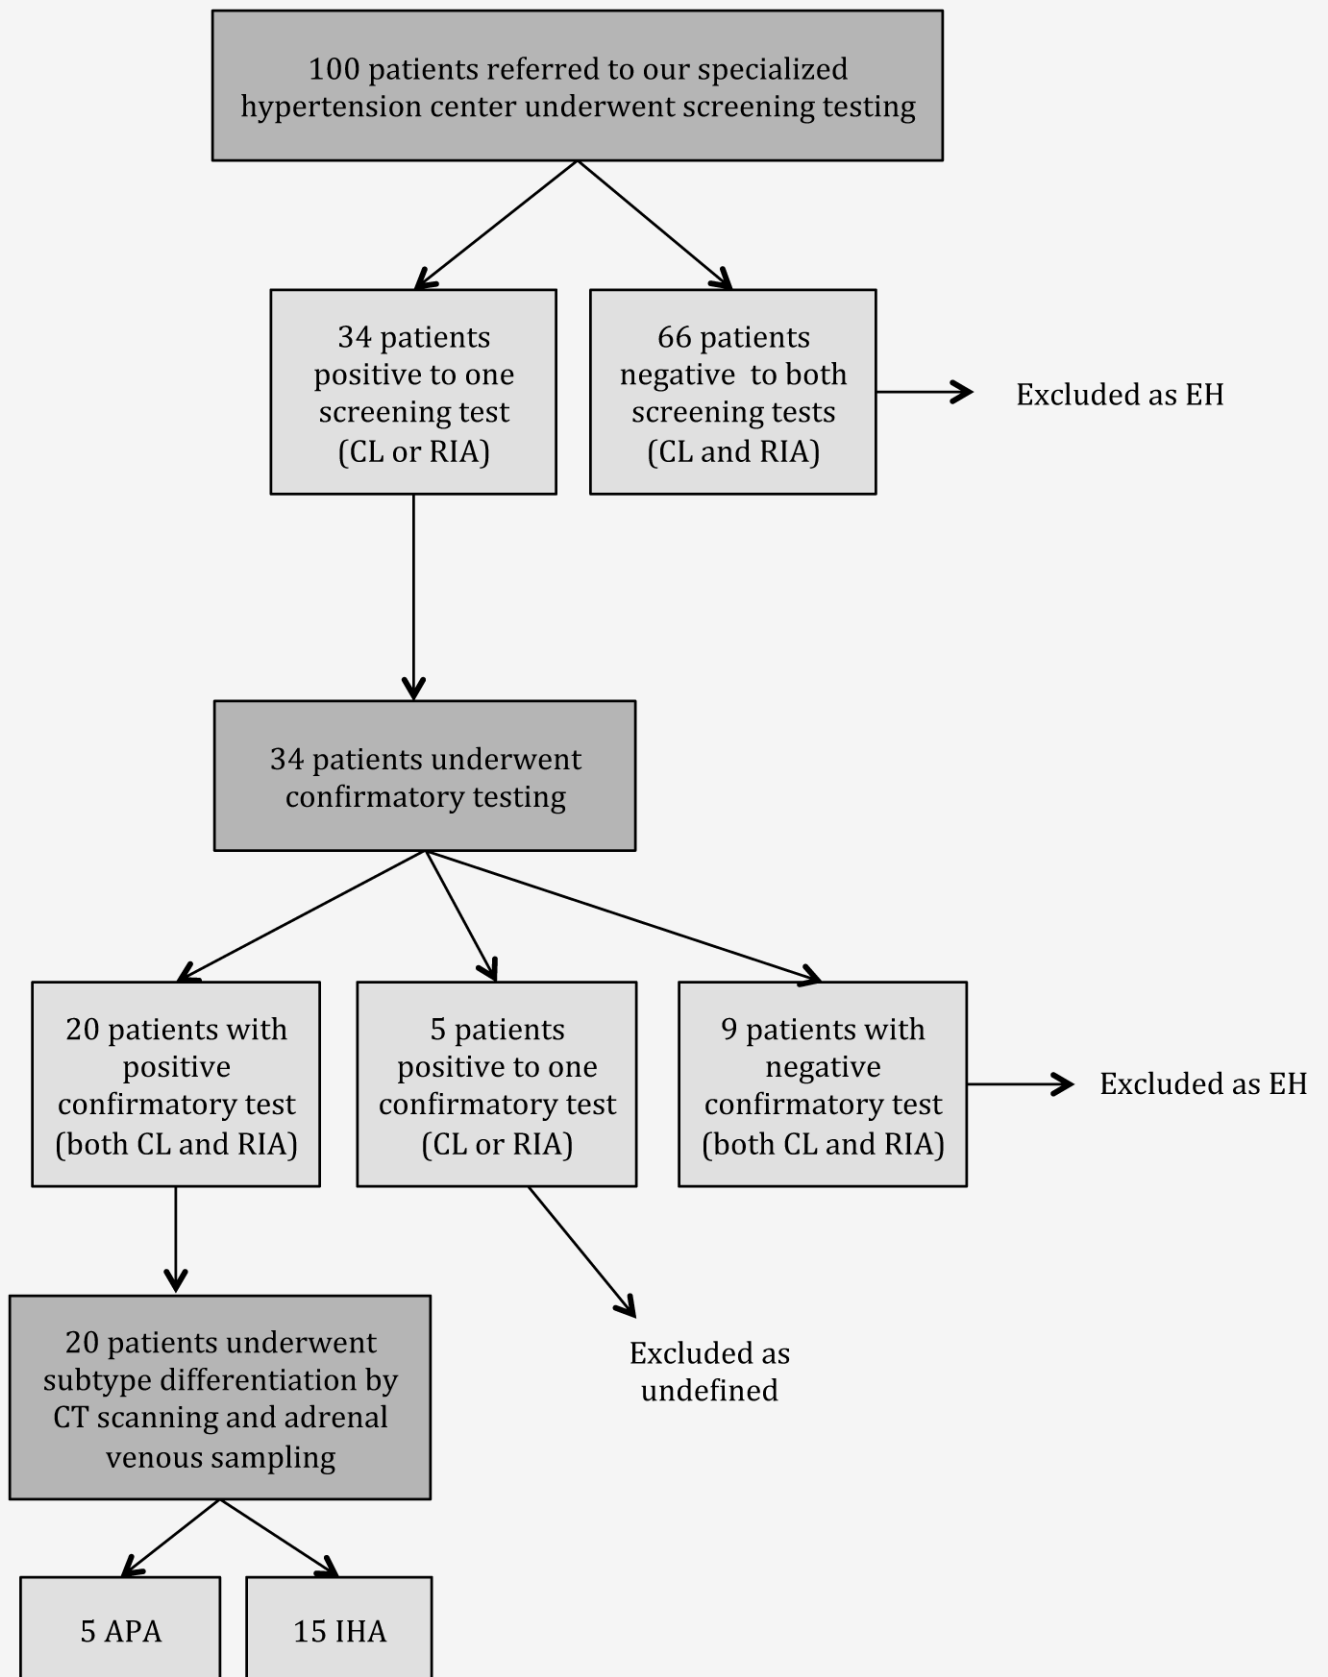 100 patients referred to our specialized
hypertension center underwent screening testing
34 patients
positive to one
screening test
(CL or RIA)
66 patients
negative to both
screening tests
(CL and RIA)
Excluded as EH
34 patients underwent
confirmatory testing
20 patients with
positive
confirmatory test
(both CL and RIA)
5 patients
positive to one
confirmatory test
(CL or RIA)
9 patients with
negative
confirmatory test
(both CL and RIA)
Excluded as EH
20 patients underwent
subtype differentiation by
CT scanning and adrenal
venous sampling
Excluded as
undefined
5 APA
15 IHA